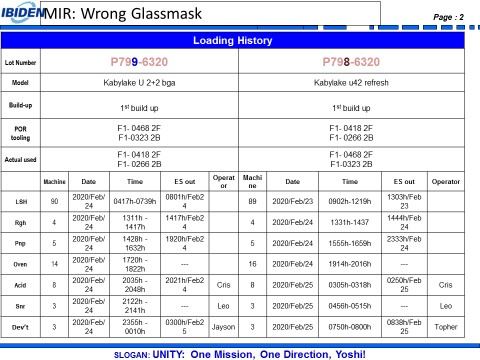 IBIDEN MIR: Wrong Glassmask
Page : 2
Loading History
Lot Number P799-6320 P798-6320
Model Kabylake U 2+2 bga Kabylake u42 refresh
Build-up 1st build up 1st build up
POR tooling F1- 0468 2F F1-0323 2B F1- 0418 2F F1- 0266 2B
Actual used F1- 0418 2F F1- 0266 2B F1- 0468 2F F1-0323 2B
Machine Date Time ES out Operator Machine Date Time ES out Operator
LSH 90 2020/Feb/24 0417h-0739h 0801h/Feb24 89 2020/Feb/23 0902h-1219h 1303h/Feb23
Rgh 4 2020/Feb/24 1311h - 1417h 1417h/Feb24 4 2020/Feb/24 1331h-1437 1444h/Feb24
Pnp 5 2020/Feb/24 1428h - 1632h 1920h/Feb24 5 2020/Feb/24 1555h-1659h 2333h/Feb24
Oven 14 2020/Feb/24 1720h - 1822h --- 16 2020/Feb/24 1914h-2016h ---
Acid 8 2020/Feb/24 2035h - 2048h 2021h/Feb24 Cris 8 2020/Feb/25 0305h-0318h 0250h/Feb25 Cris
Snr 3 2020/Feb/24 2122h - 2141h --- Leo 3 2020/Feb/25 0456h-0515h --- Leo
Dev't 3 2020/Feb/24 2355h - 0010h 0300h/Feb25 Jayson 3 2020/Feb/25 0750h-0800h 0838h/Feb25 Topher
SLOGAN: UNITY: One Mission, One Direction, Yoshi!